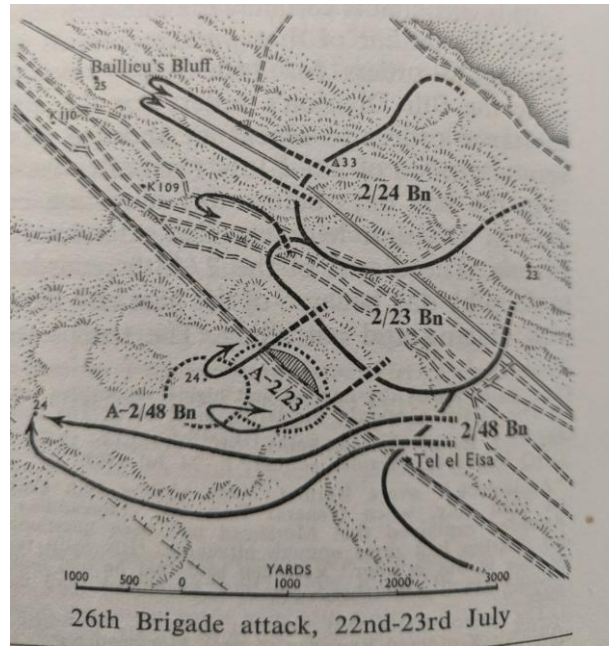 Baillieu's Bluff
25
K110
A33
K109
2/24 Bn
23
2/23 Bn
24
A-2/23
24
A-2/48 Bn
2/48 Bn
Tel el Eisa
YARDS
1000 500 0 1000 2000 3000
26th Brigade attack, 22nd-23rd July